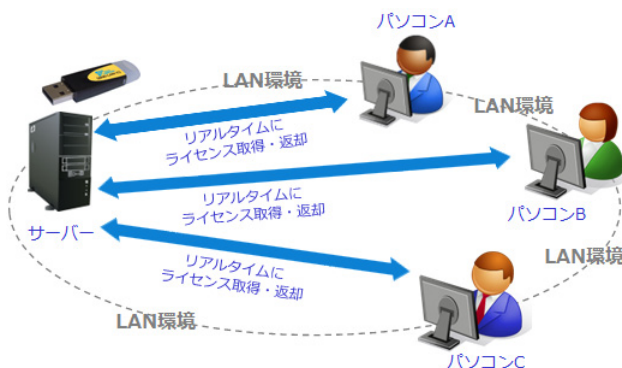 パソコンA
LAN環境
LAN環境
リアルタイムに
ライセンス取得・返却
リアルタイムに
ライセンス取得・返却
パソコンB
サーバー
リアルタイムに
ライセンス取得・返却
LAN環境
LAN環境
パソコンC